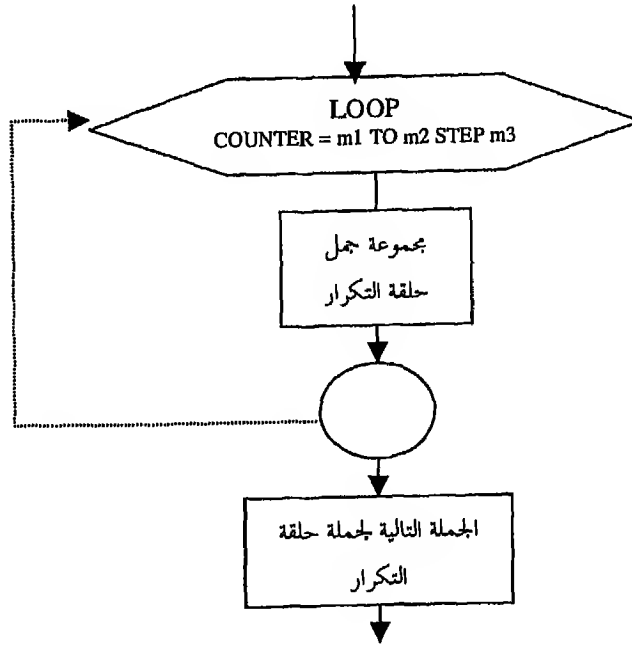 LOOP
COUNTER = m1 TO m2 STEP m3
مجموعة جمل
حلقة التكرار
الجملة التالية لجملة حلقة
التكرار